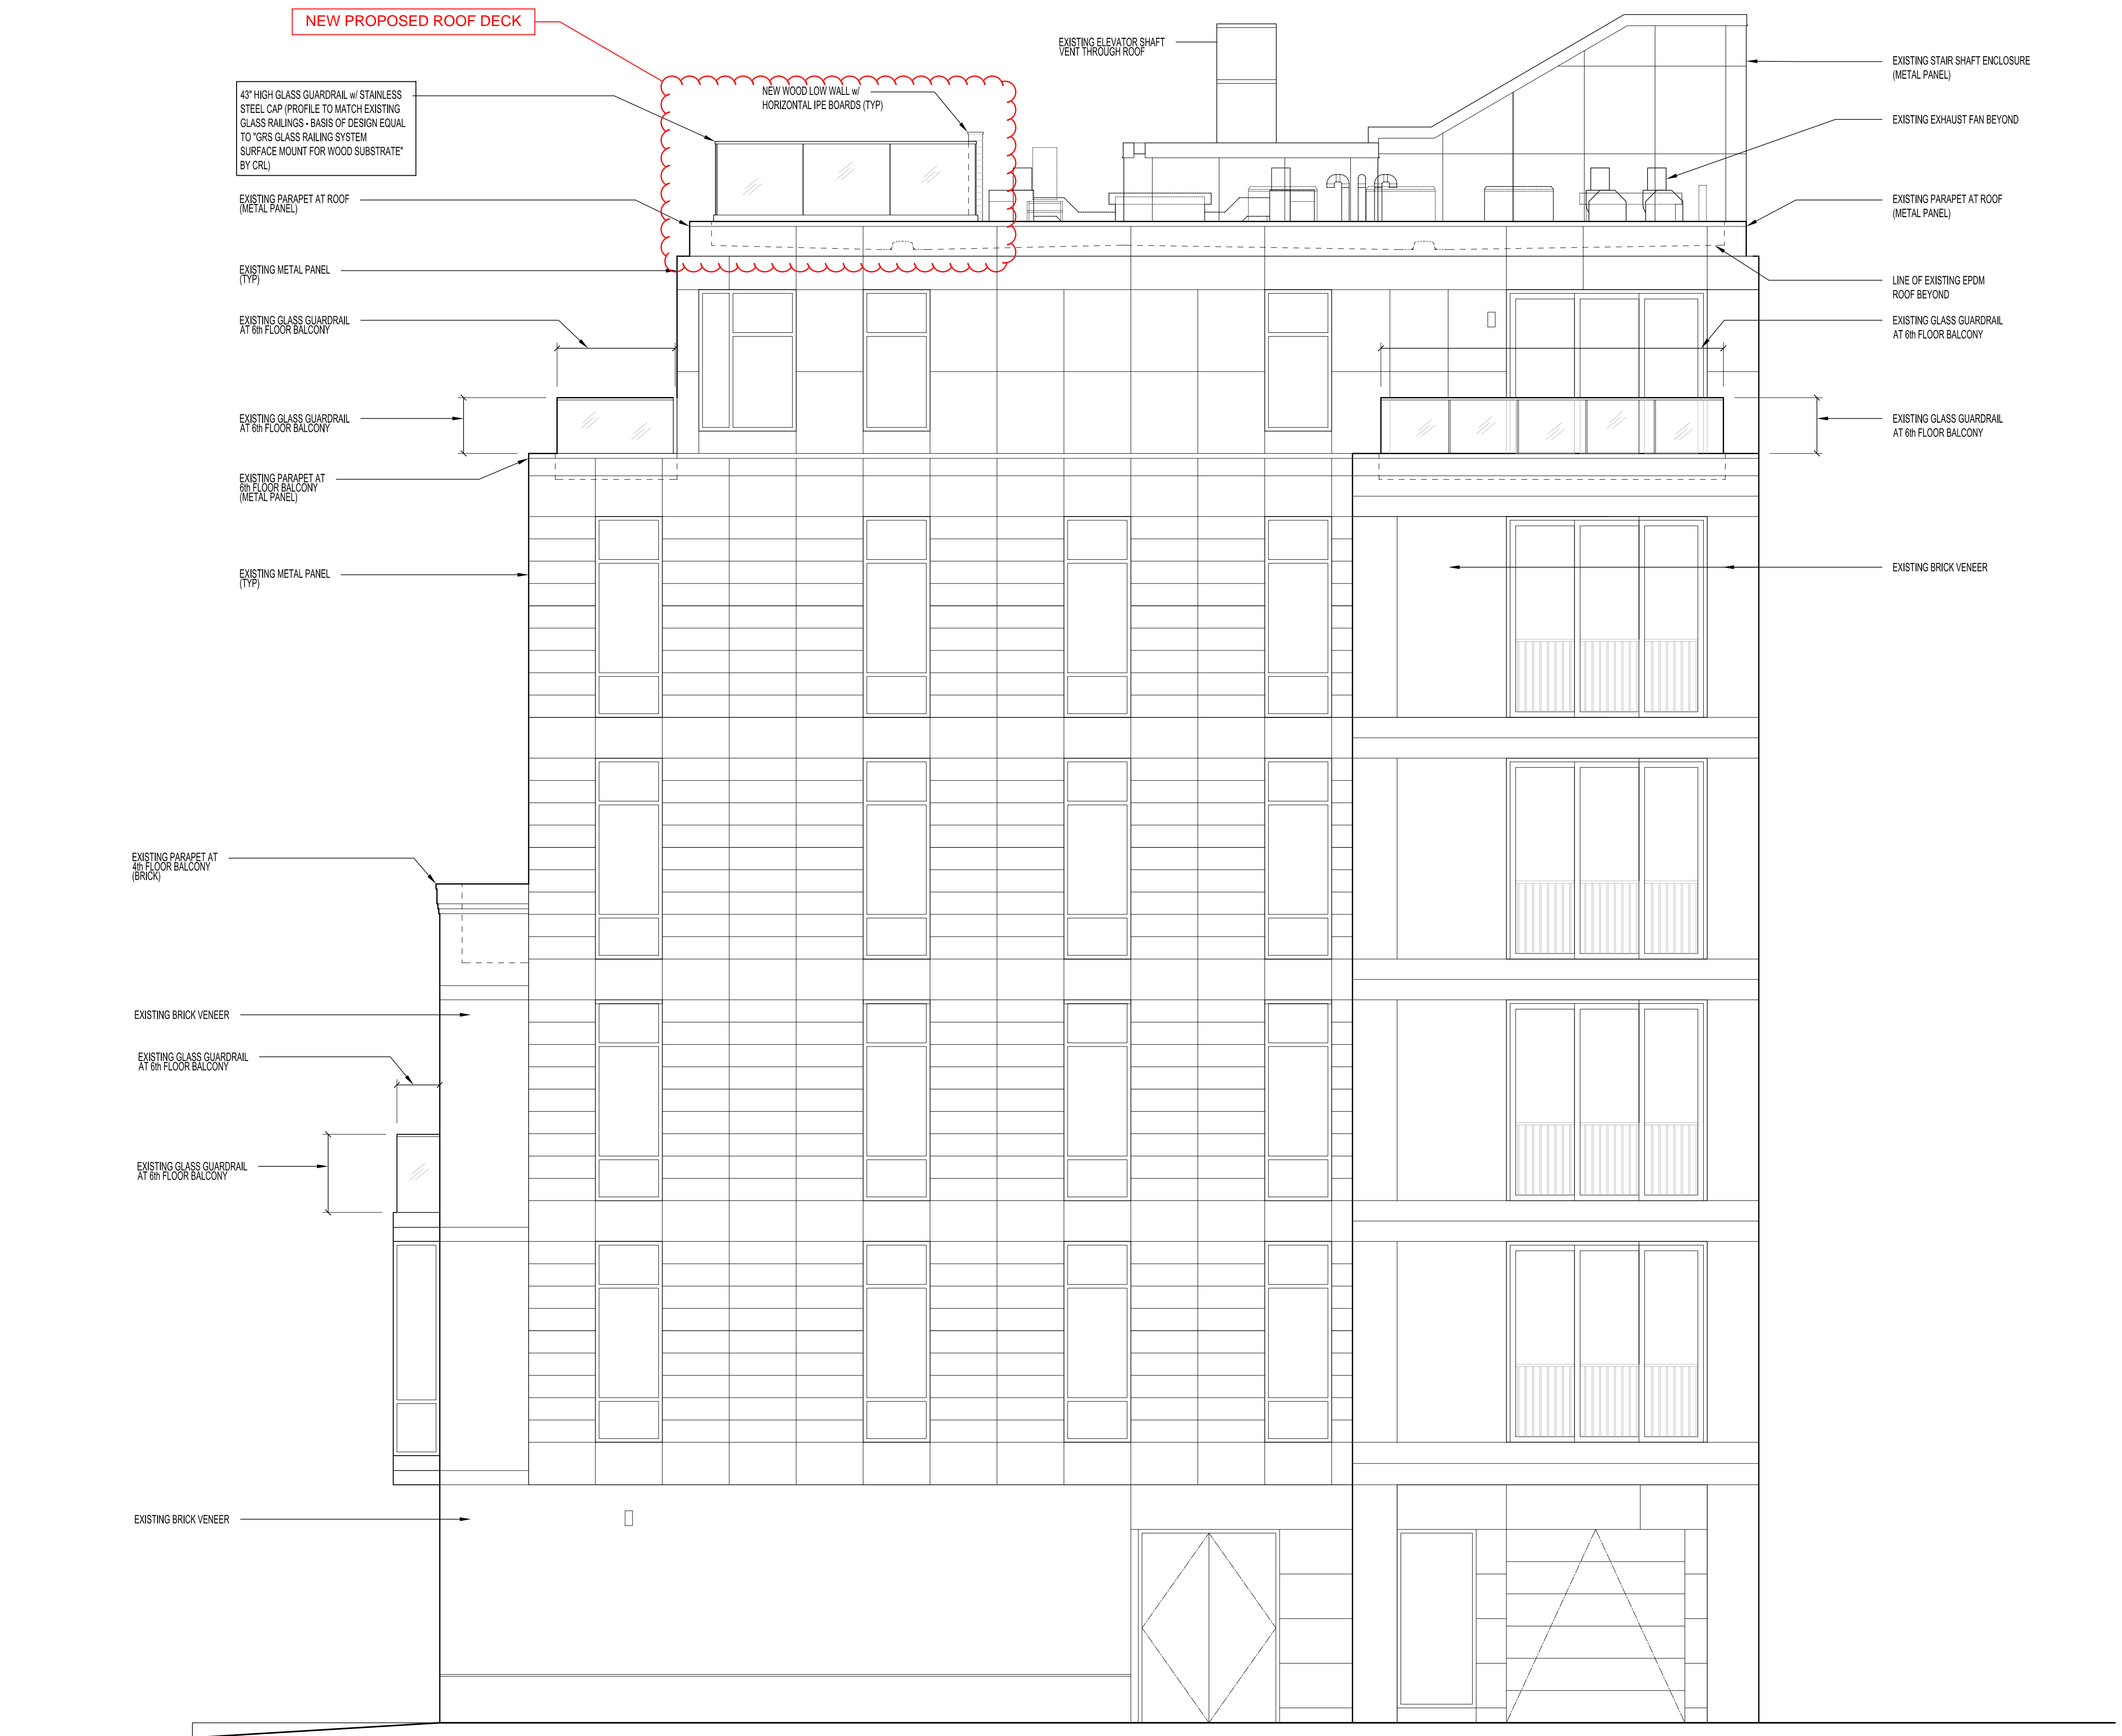 NEW PROPOSED ROOF DECK
EXISTING ELEVATOR SHAFT
VENT THROUGH ROOF
EXISTING STAIR SHAFT ENCLOSURE
(METAL PANEL)
43" HIGH GLASS GUARDRAIL w/ STAINLESS
STEEL CAP (PROFILE TO MATCH EXISTING
GLASS RAILINGS - BASIS OF DESIGN EQUAL
TO "GRS GLASS RAILING SYSTEM
SURFACE MOUNT FOR WOOD SUBSTRATE"
BY CRL)
NEW WOOD LOW WALL w/
HORIZONTAL IPE BOARDS (TYP)
EXISTING EXHAUST FAN BEYOND
EXISTING PARAPET AT ROOF
(METAL PANEL)
EXISTING PARAPET AT ROOF
(METAL PANEL)
EXISTING METAL PANEL
(TYP)
LINE OF EXISTING EPDM
ROOF BEYOND
EXISTING GLASS GUARDRAIL
AT 6th FLOOR BALCONY
EXISTING GLASS GUARDRAIL
AT 6th FLOOR BALCONY
EXISTING GLASS GUARDRAIL
AT 6th FLOOR BALCONY
EXISTING GLASS GUARDRAIL
AT 6th FLOOR BALCONY
EXISTING PARAPET AT
6th FLOOR BALCONY
(METAL PANEL)
EXISTING METAL PANEL
(TYP)
EXISTING BRICK VENEER
EXISTING PARAPET AT
4th FLOOR BALCONY
(BRICK)
EXISTING BRICK VENEER
EXISTING GLASS GUARDRAIL
AT 6th FLOOR BALCONY
EXISTING GLASS GUARDRAIL
AT 6th FLOOR BALCONY
EXISTING BRICK VENEER